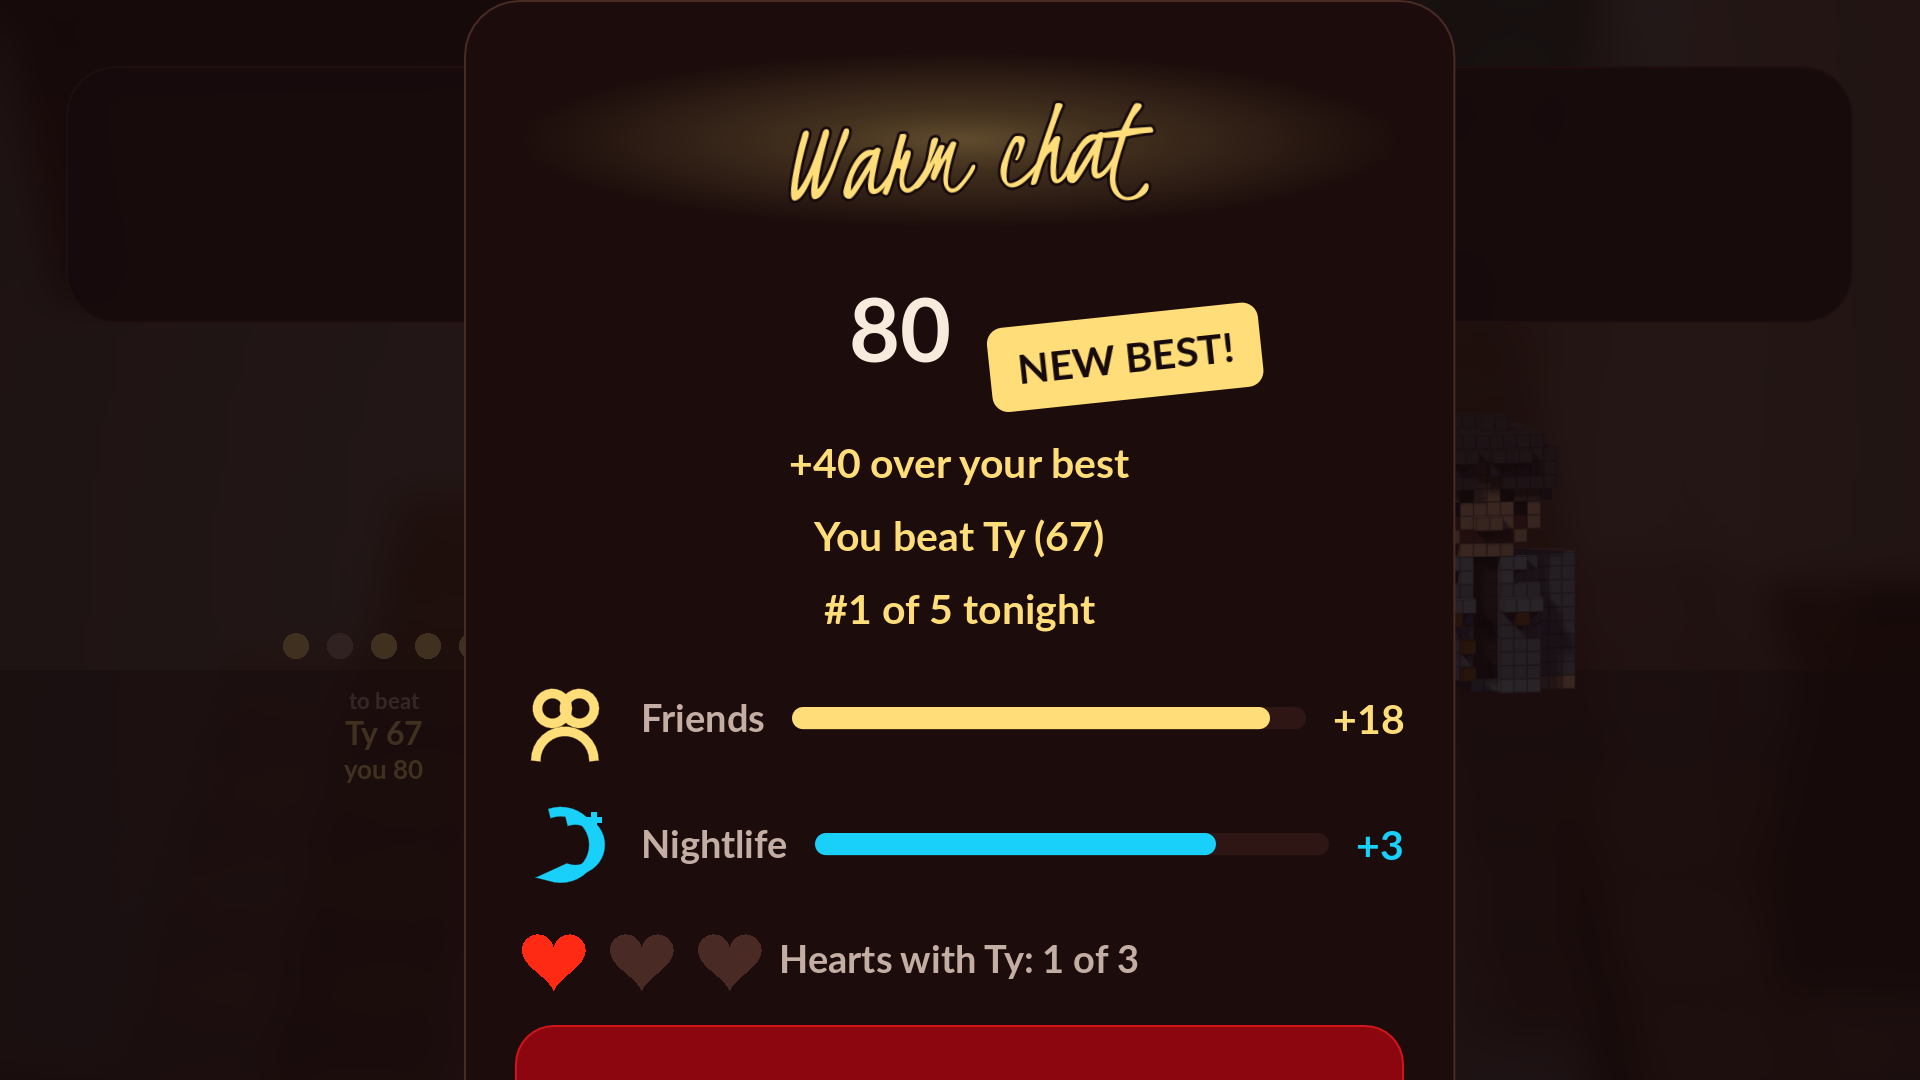 Warm chat
80
NEW BEST!
+40 over your best
You beat Ty (67)
#1 of 5 tonight
to beat
Ty 67
you 80
Friends +18
Nightlife +3
Hearts with Ty: 1 of 3